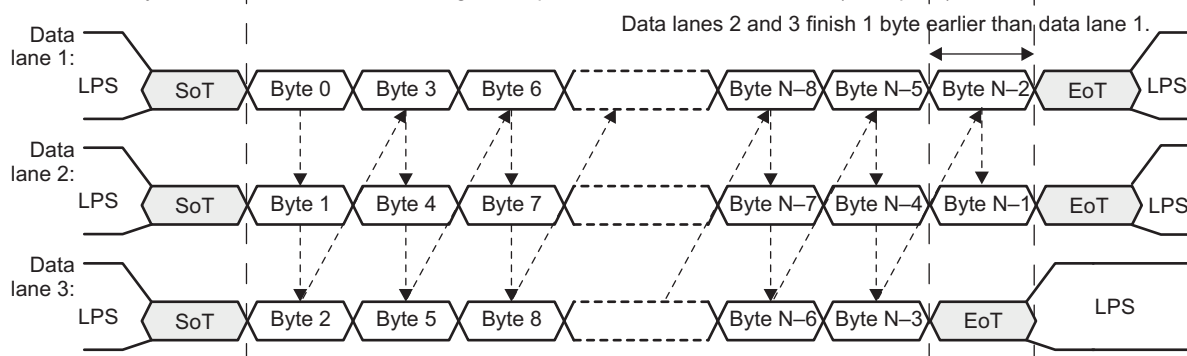 Data lanes 2 and 3 finish 1 byte earlier than data lane 1.
Data
lane 1:
LPS SoT Byte 0 Byte 3 Byte 6 Byte N–8 Byte N–5 Byte N–2 EoT LPS
Data
lane 2:
LPS SoT Byte 1 Byte 4 Byte 7 Byte N–7 Byte N–4 Byte N–1 EoT LPS
Data
lane 3:
LPS SoT Byte 2 Byte 5 Byte 8 Byte N–6 Byte N–3 EoT LPS